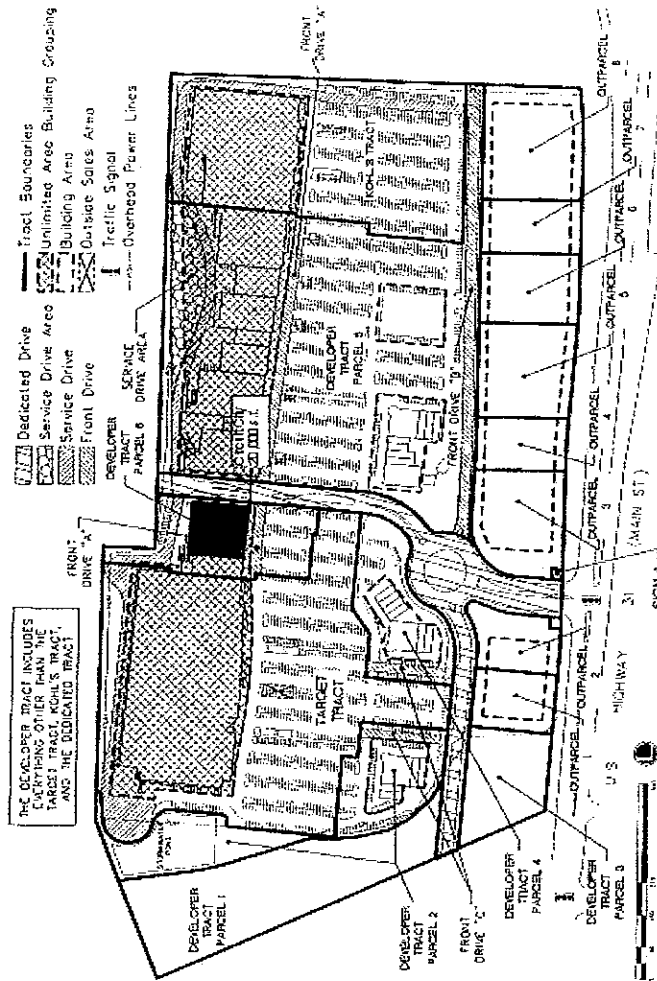 THE DEVELOPER TRACT INCLUDES
EVERYTHING OTHER THAN THE
TARGET TRACT, KOHL'S TRACT,
AND THE DEDICATED TRACT
Dedicated Drive
Service Drive Area
Service Drive
Front Drive
Tract Boundaries
Unlimited Area Building Grouping
Building Area
Outside Sales Area
Traffic Signal
Overhead Power Lines
FRONT
DRIVE "A"
DEVELOPER
TRACT
PARCEL 6
SERVICE
DRIVE AREA
FRONT
DRIVE "A"
20,000 s.f.
TARGET
TRACT
DEVELOPER
TRACT
PARCEL 5
KOHL'S TRACT
FRONT DRIVE "D"
DEVELOPER
TRACT
PARCEL 1
DEVELOPER
TRACT
PARCEL 2
FRONT
DRIVE "C"
DEVELOPER
TRACT
PARCEL 4
DEVELOPER
TRACT
PARCEL 3
OUTPARCEL
OUTPARCEL
2
OUTPARCEL
3
OUTPARCEL
4
OUTPARCEL
5
OUTPARCEL
6
OUTPARCEL
7
OUTPARCEL
8
U S
HIGHWAY
31
(MAIN ST.)